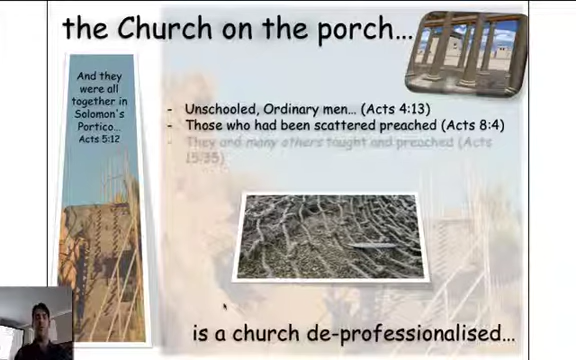 the Church on the porch...
And they
were all
together in
Solomon's
Portico...
Acts 5:12
- Unschooled, Ordinary men... (Acts 4:13)
- Those who had been scattered preached (Acts 8:4)
- They and many others taught and preached (Acts
15:35)
is a church de-professionalised...